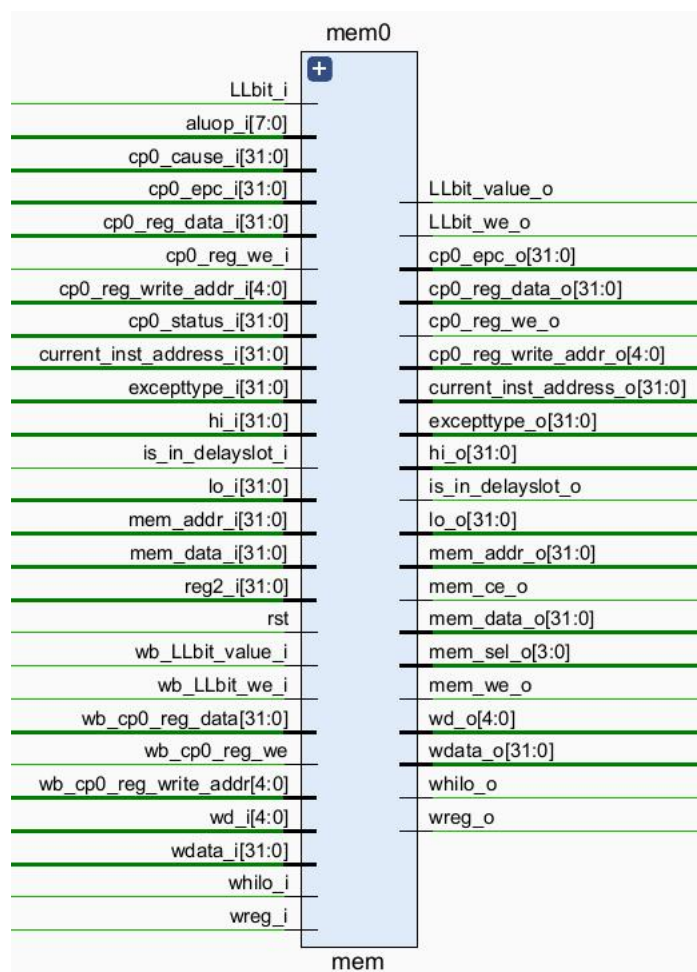 mem0
LLbit_i
aluop_i[7:0]
cp0_cause_i[31:0]
cp0_epc_i[31:0]
cp0_reg_data_i[31:0]
cp0_reg_we_i
cp0_reg_write_addr_i[4:0]
cp0_status_i[31:0]
current_inst_address_i[31:0]
excepttype_i[31:0]
hi_i[31:0]
is_in_delayslot_i
lo_i[31:0]
mem_addr_i[31:0]
mem_data_i[31:0]
reg2_i[31:0]
rst
wb_LLbit_value_i
wb_LLbit_we_i
wb_cp0_reg_data[31:0]
wb_cp0_reg_we
wb_cp0_reg_write_addr[4:0]
wd_i[4:0]
wdata_i[31:0]
whilo_i
wreg_i
LLbit_value_o
LLbit_we_o
cp0_epc_o[31:0]
cp0_reg_data_o[31:0]
cp0_reg_we_o
cp0_reg_write_addr_o[4:0]
current_inst_address_o[31:0]
excepttype_o[31:0]
hi_o[31:0]
is_in_delayslot_o
lo_o[31:0]
mem_addr_o[31:0]
mem_ce_o
mem_data_o[31:0]
mem_sel_o[3:0]
mem_we_o
wd_o[4:0]
wdata_o[31:0]
whilo_o
wreg_o
mem